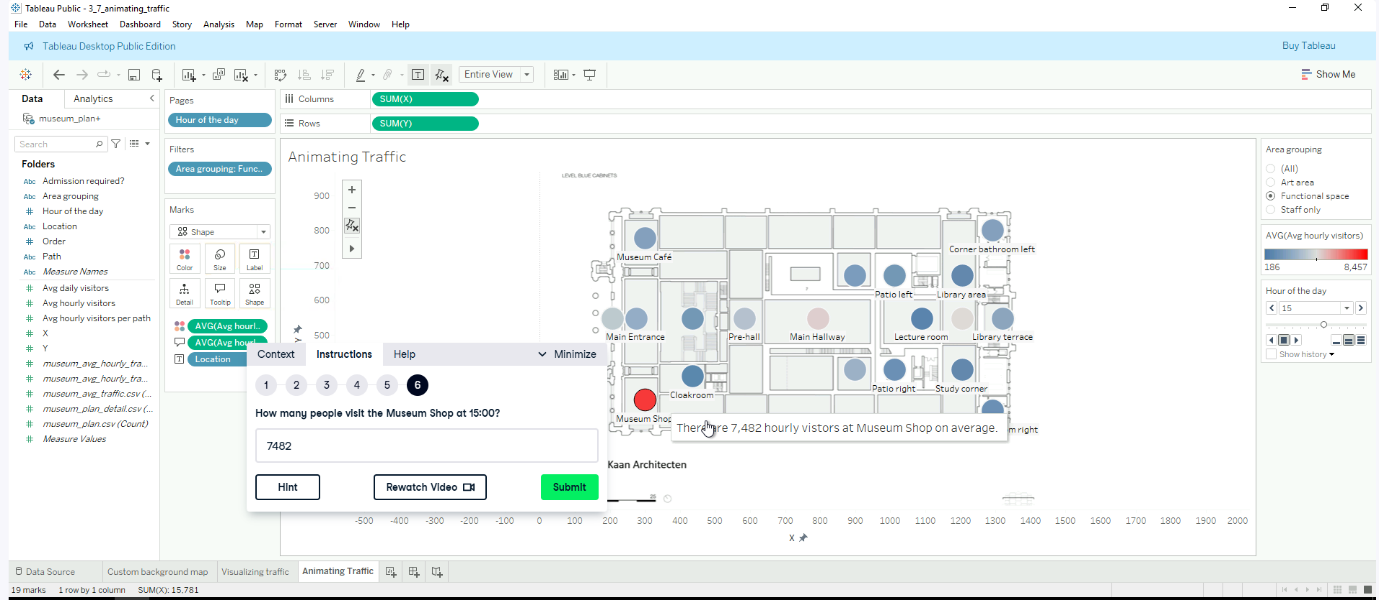 Tableau Public - 3_7_animating_traffic
File Data Worksheet Dashboard Story Analysis Map Format Server Window Help
Tableau Desktop Public Edition
Buy Tableau
Entire View
Show Me
Data Analytics
museum_plan+
Search
Folders
Abc Admission required?
Abc Area grouping
# Hour of the day
Abc Location
# Order
Abc Path
Abc Measure Names
# Avg daily visitors
# Avg hourly visitors
# Avg hourly visitors per path
# X
# Y
# museum_avg_hourly_tra...
# museum_avg_hourly_tra...
# museum_avg_traffic.csv (...
# museum_plan_detail.csv (...
# museum_plan.csv (Count)
# Measure Values
Pages
Hour of the day
Filters
Area grouping: Func..
Marks
Shape
Color Size Label
Detail Tooltip Shape
AVG(Avg hourl..
AVG(Avg hourl..
Location
Columns SUM(X)
Rows SUM(Y)
Animating Traffic
LEVEL BLUE CABINETS
900
800
700
600
500
Museum Café
Corner bathroom left
Patio left
Library area
Main Entrance
Pre-hall
Main Hallway
Lecture room
Library terrace
Cloakroom
Patio right
Study corner
Museum Shop
There are 7,482 hourly vistors at Museum Shop on average.
m right
Kaan Architecten
25
-500 -400 -300 -200 -100 0 100 200 300 400 500 600 700 800 900 1000 1100 1200 1300 1400 1500 1600 1700 1800 1900 2000
X
Context Instructions Help Minimize
1 2 3 4 5 6
How many people visit the Museum Shop at 15:00?
7482
Hint
Rewatch Video
Submit
Area grouping
(All)
Art area
Functional space
Staff only
AVG(Avg hourly visitors)
186 8,457
Hour of the day
15
Show history
Data Source Custom background map Visualizing traffic Animating Traffic
19 marks 1 row by 1 column SUM(X): 15.781